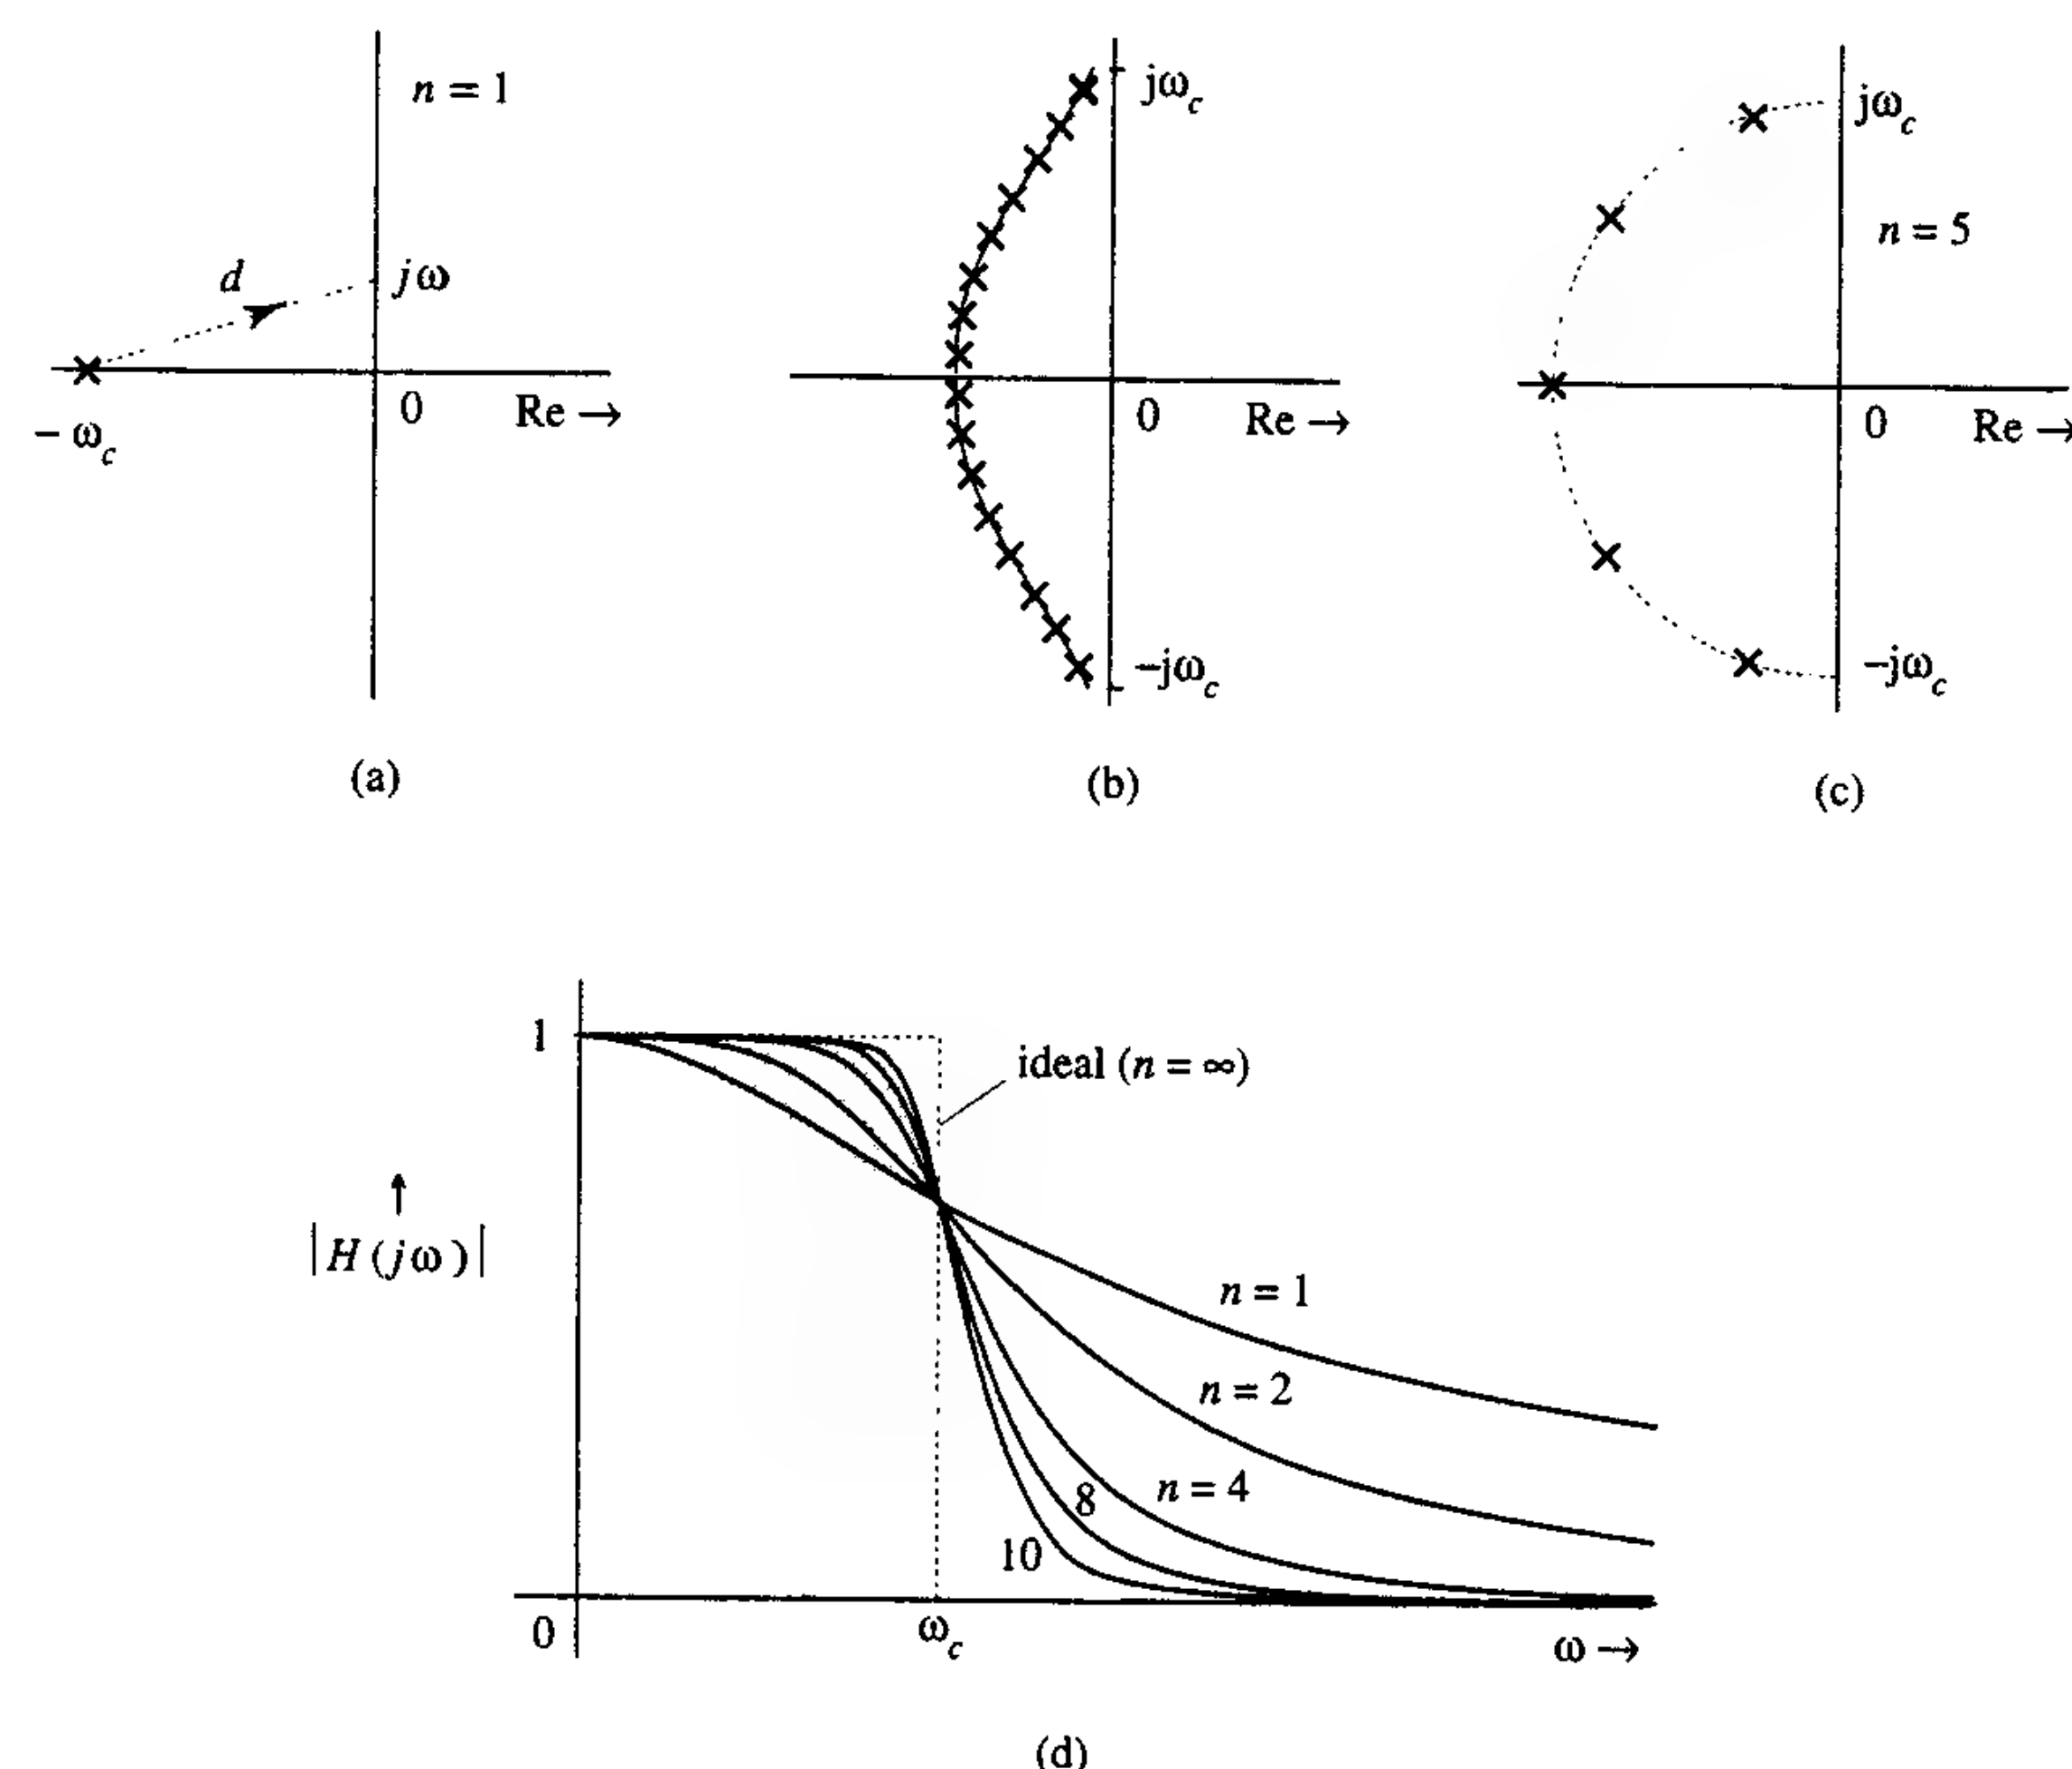 n = 1
d
jω
0
Re →
– ω_c
(a)
jω_c
0
Re →
–jω_c
(b)
jω_c
n = 5
0
Re →
–jω_c
(c)
1
ideal (n = ∞)
↑
|H(jω)|
n = 1
n = 2
n = 4
8
10
0
ω_c
ω →
(d)